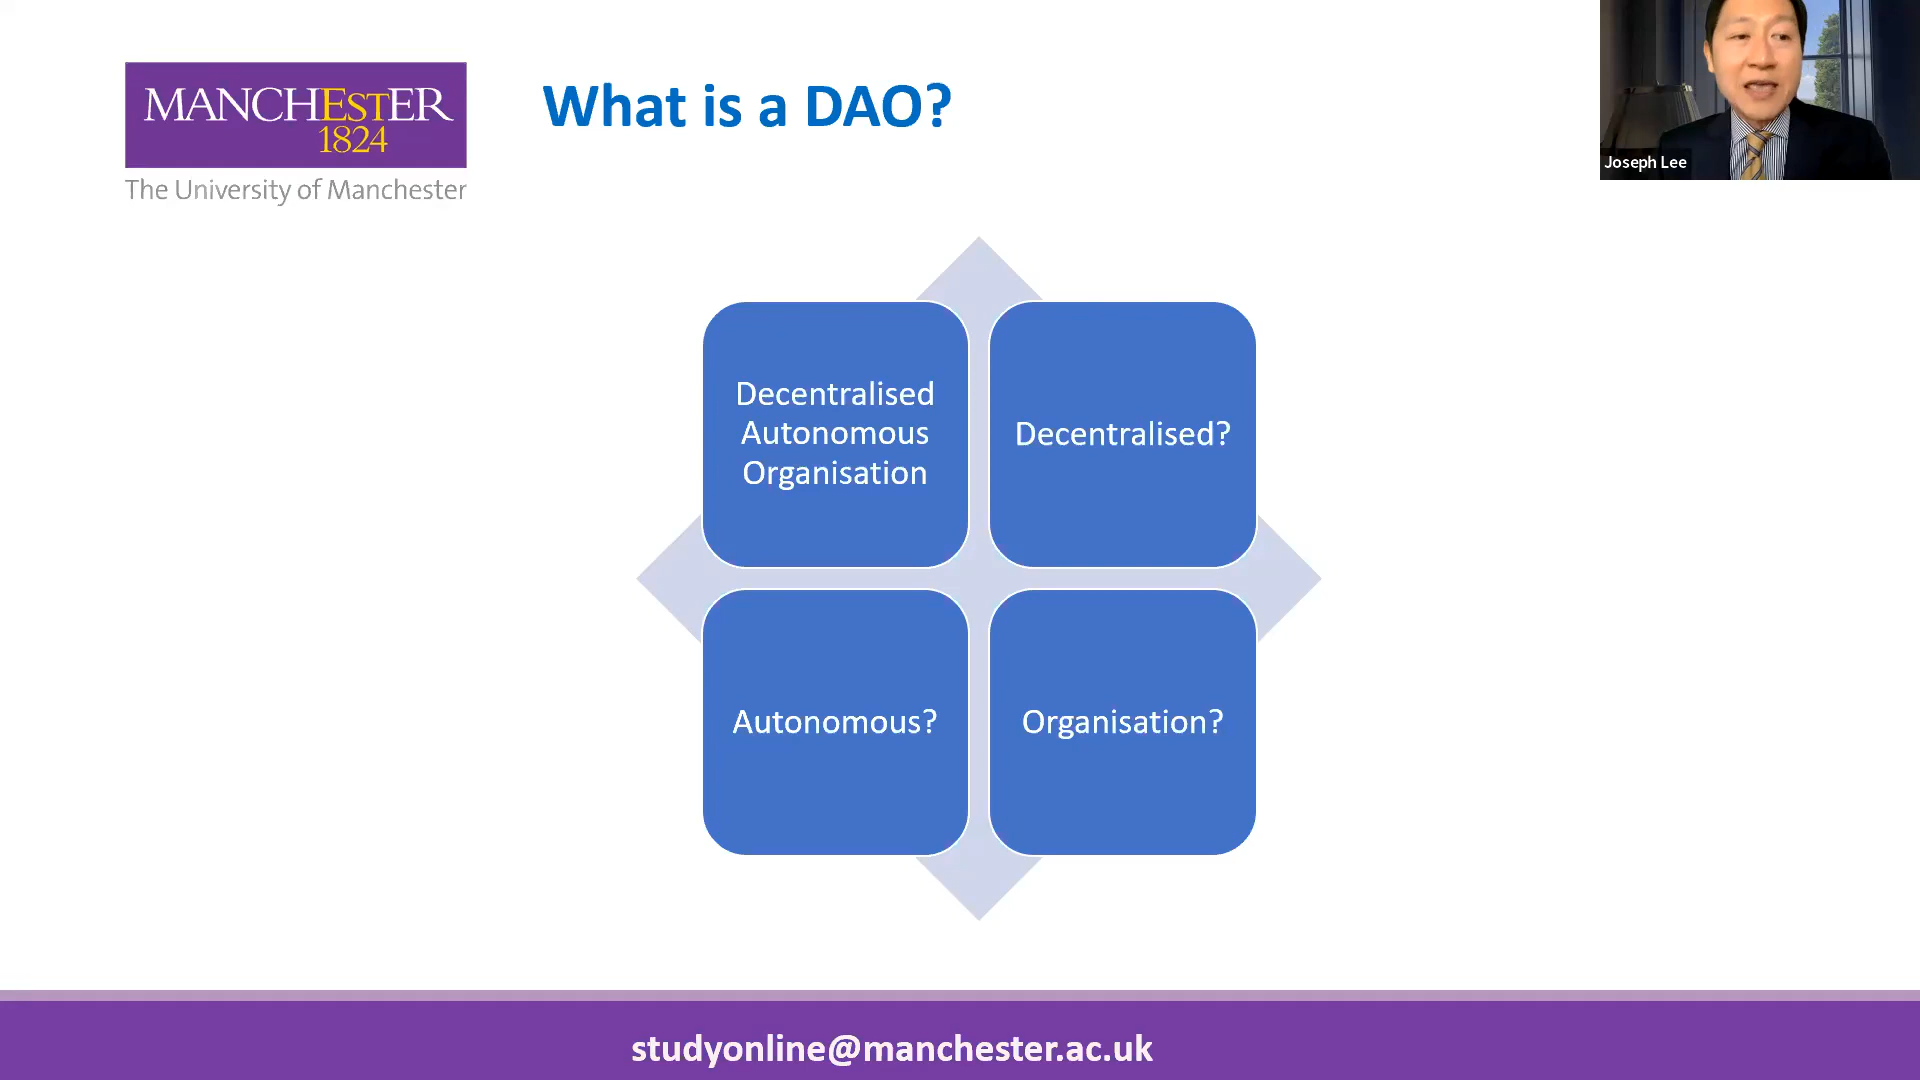 MANCHESTER
1824
The University of Manchester
What is a DAO?
Joseph Lee
Decentralised
Autonomous
Organisation
Decentralised?
Autonomous?
Organisation?
studyonline@manchester.ac.uk